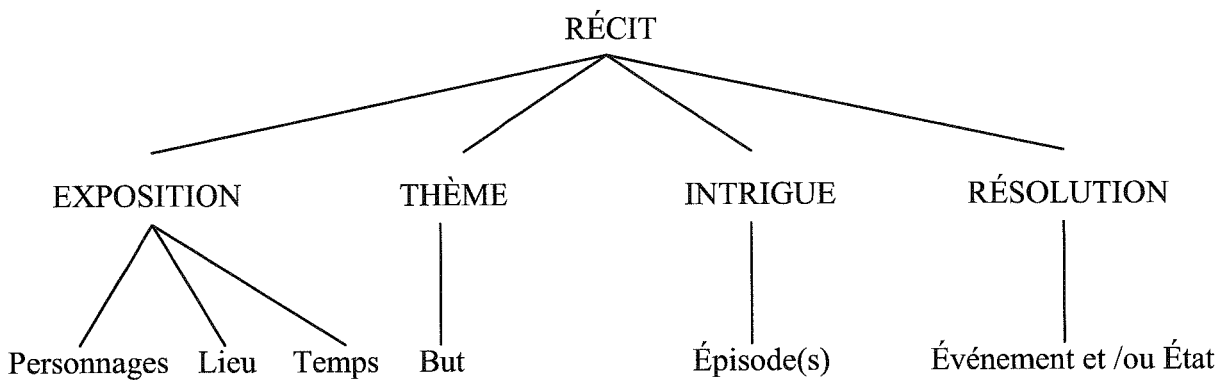 RÉCIT
EXPOSITION THÈME INTRIGUE RÉSOLUTION
Personnages Lieu Temps But Épisode(s) Événement et /ou État